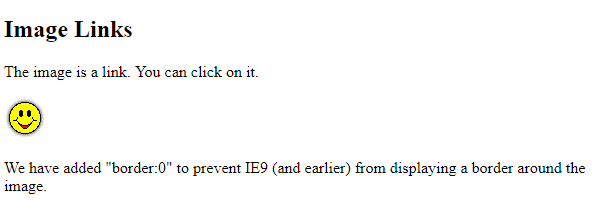 Image Links
The image is a link. You can click on it.
We have added "border:0" to prevent IE9 (and earlier) from displaying a border around the
image.